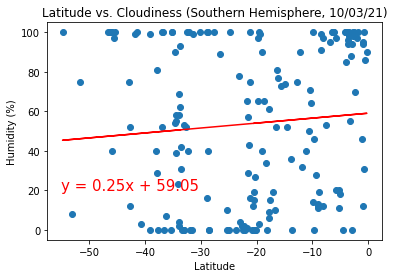 Latitude vs. Cloudiness (Southern Hemisphere, 10/03/21)
100
80
60
40
20
0
Humidity (%)
y = 0.25x + 59.05
−50 −40 −30 −20 −10 0
Latitude